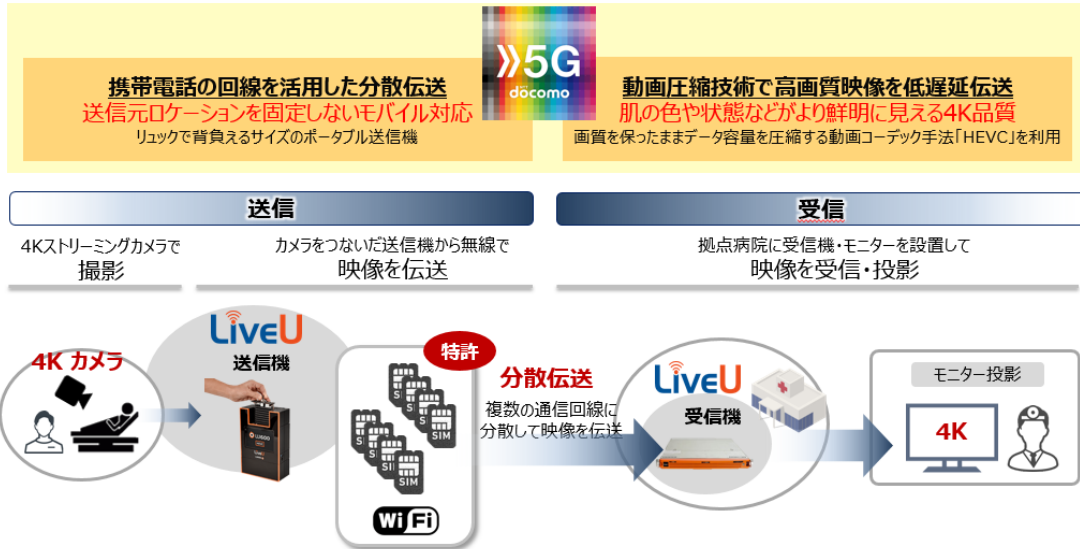 携帯電話の回線を活用した分散伝送
送信元ロケーションを固定しないモバイル対応
リュックで背負えるサイズのポータブル送信機
5G
döcomo
動画圧縮技術で高画質映像を低遅延伝送
肌の色や状態などがより鮮明に見える4K品質
画質を保ったままデータ容量を圧縮する動画コーデック手法「HEVC」を利用
送信
受信
4Kストリーミングカメラで
撮影
カメラをつないだ送信機から無線で
映像を伝送
拠点病院に受信機・モニターを設置して
映像を受信・投影
4K カメラ
LiveU
送信機
特許
SIM
SIM
SIM
SIM
SIM
SIM
SIM
SIM
Wi Fi
分散伝送
複数の通信回線に
分散して映像を伝送
LiveU
受信機
モニター投影
4K